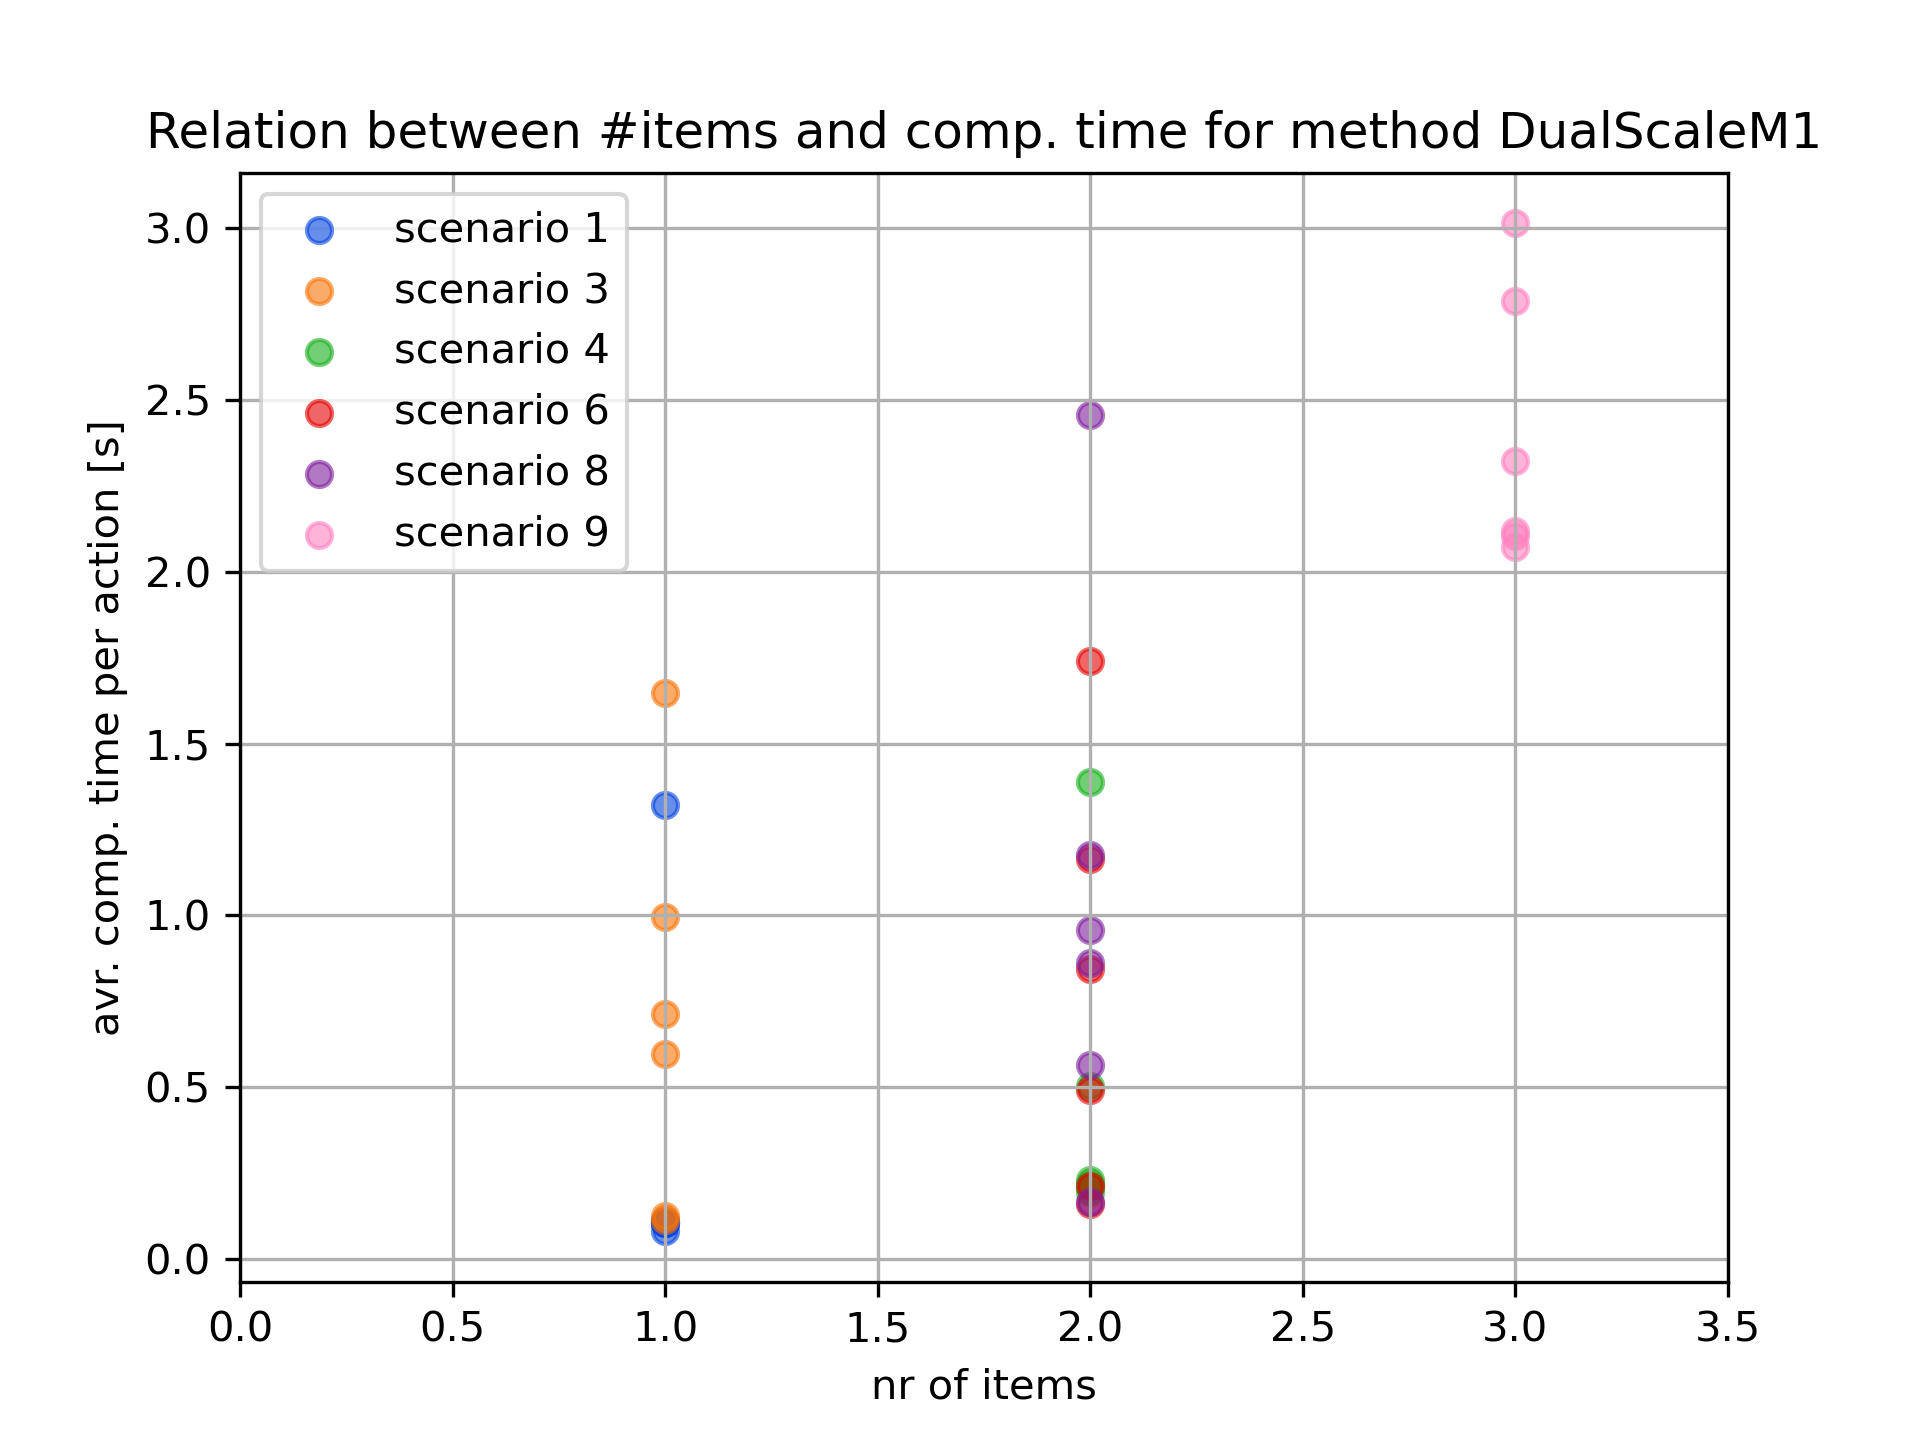 Relation between #items and comp. time for method DualScaleM1
scenario 1
scenario 3
scenario 4
scenario 6
scenario 8
scenario 9
avr. comp. time per action [s]
3.0
2.5
2.0
1.5
1.0
0.5
0.0
0.0 0.5 1.0 1.5 2.0 2.5 3.0 3.5
nr of items